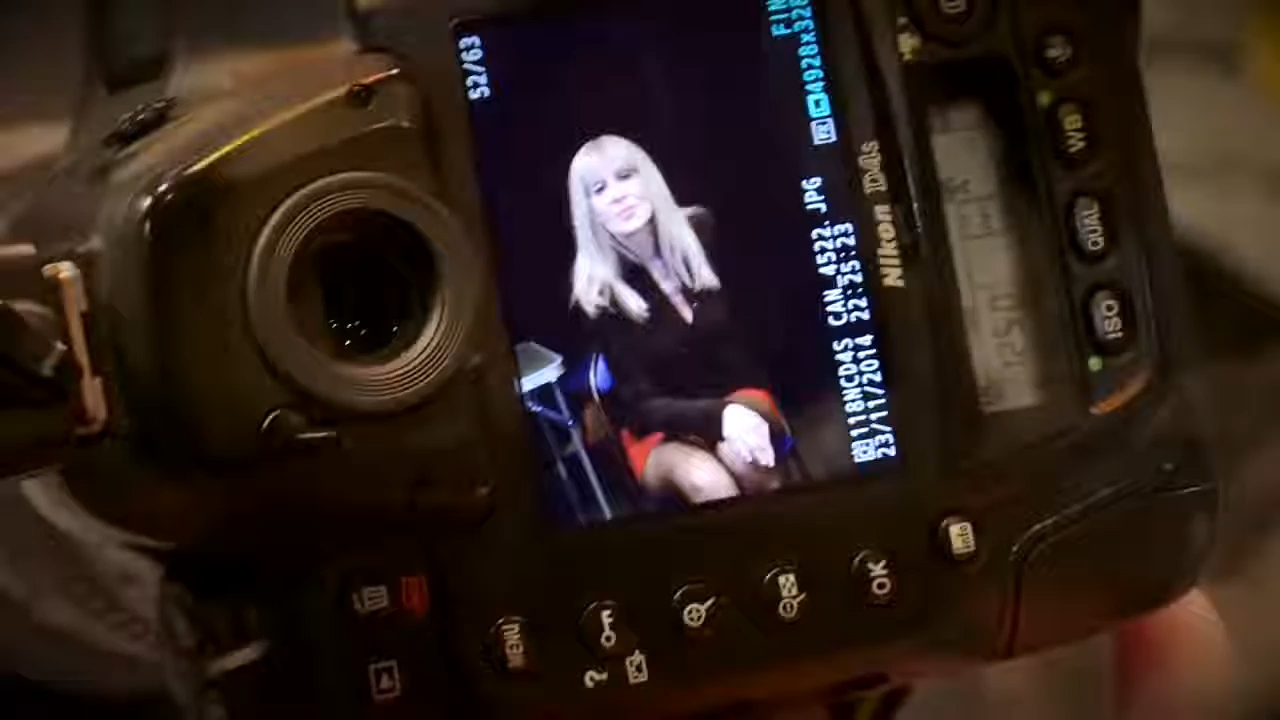 52/63
FIN
4928x328
118NCD4S CAN_4522.JPG
23/11/2014 22:25:23
Nikon D4s
WB
QUAL
ISO
MENU
?
OK
info